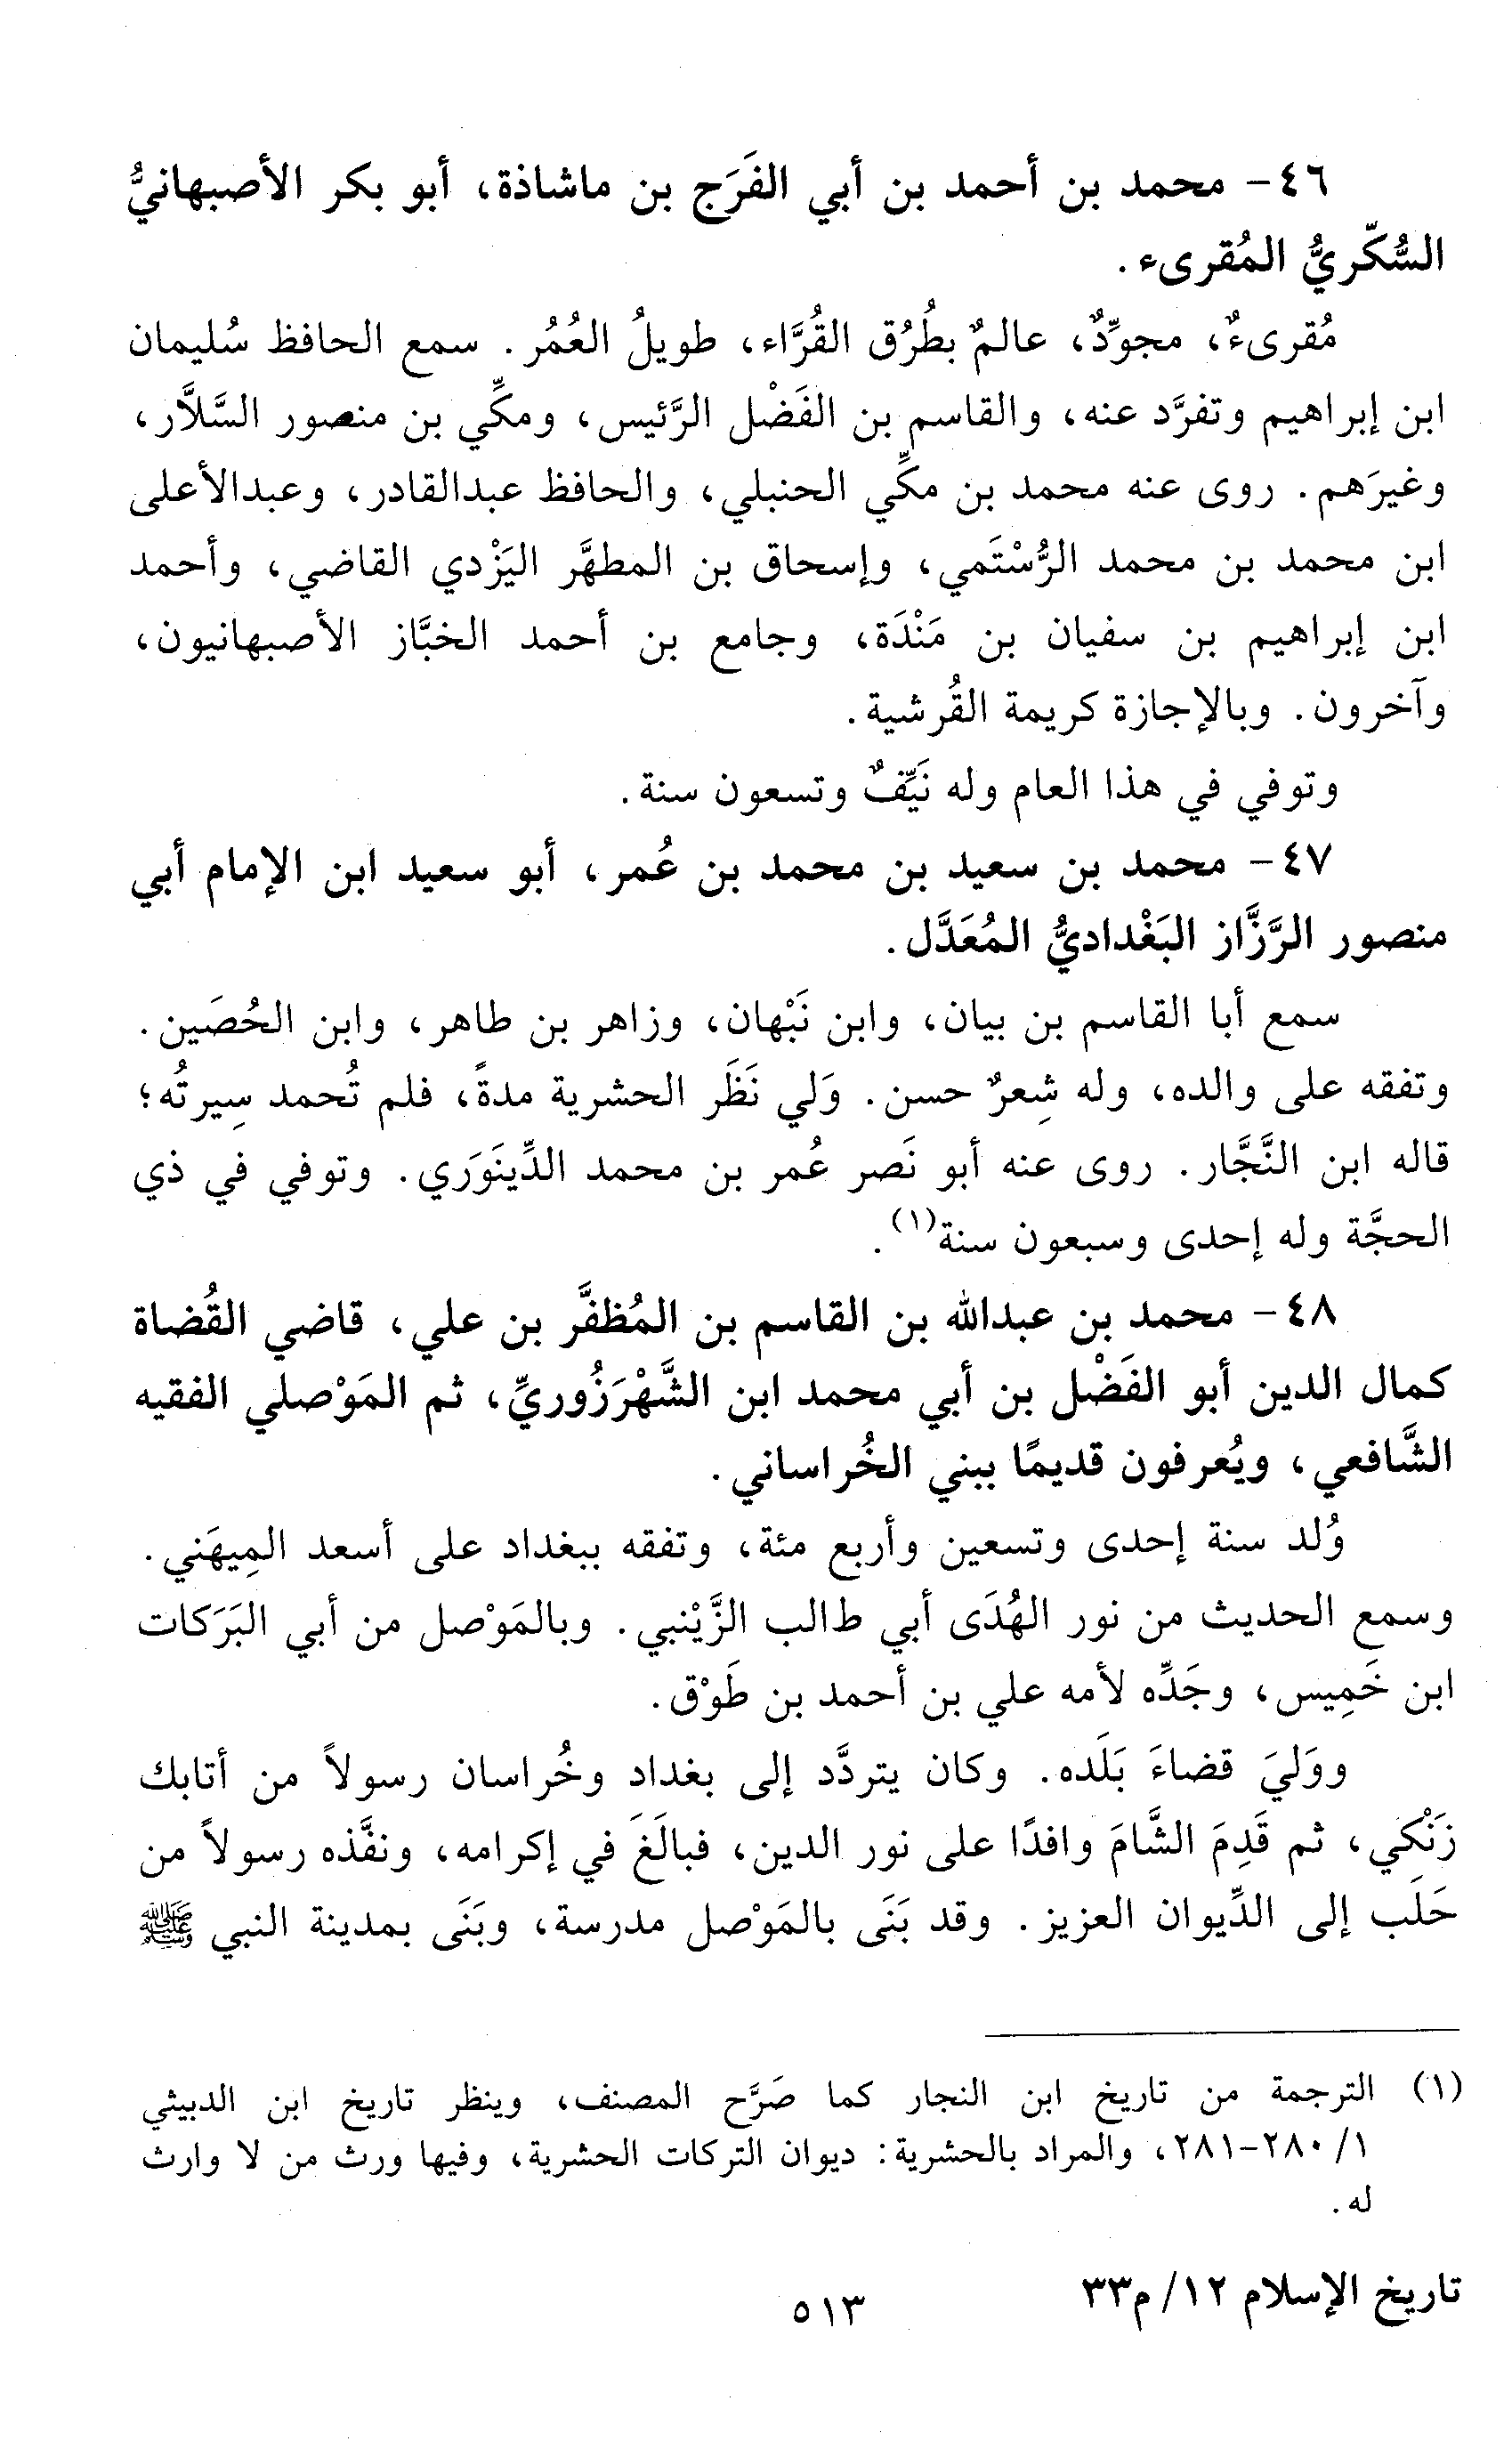 ٤٦- محمد بن أحمد بن أبي الفَرَج بن ماشاذة، أبو بكر الأصبهانيُّ
السُّكّريُّ المُقرىء.
مُقرىءٌ، مجوِّدٌ، عالمٌ بطُرُق القُرَّاء، طويلُ العُمُر. سمع الحافظ سُليمان
ابن إبراهيم وتفرَّد عنه، والقاسم بن الفَضْل الرَّئيس، ومكِّي بن منصور السَّلاَّر،
وغيرَهم. روى عنه محمد بن مكِّي الحنبلي، والحافظ عبدالقادر، وعبدالأعلى
ابن محمد بن محمد الرُّسْتَمي، وإسحاق بن المطهَّر اليَزْدي القاضي، وأحمد
ابن إبراهيم بن سفيان بن مَنْدَة، وجامع بن أحمد الخبَّاز الأصبهانيون،
وآخرون. وبالإجازة كريمة القُرشية.
وتوفي في هذا العام وله نَيِّفٌ وتسعون سنة.
٤٧- محمد بن سعيد بن محمد بن عُمر، أبو سعيد ابن الإمام أبي
منصور الرَّزَّاز البَغْداديُّ المُعَدَّل.
سمع أبا القاسم بن بيان، وابن نَبْهان، وزاهر بن طاهر، وابن الحُصَين.
وتفقه على والده، وله شِعرٌ حسن. وَلي نَظَر الحشرية مدةً، فلم تُحمد سِيرتُه؛
قاله ابن النَّجَّار. روى عنه أبو نَصر عُمر بن محمد الدِّينَوَري. وتوفي في ذي
الحجَّة وله إحدى وسبعون سنة(١).
٤٨- محمد بن عبدالله بن القاسم بن المُظفَّر بن علي، قاضي القُضاة
كمال الدين أبو الفَضْل بن أبي محمد ابن الشَّهْرَزُوريِّ، ثم المَوْصلي الفقيه
الشَّافعي، ويُعرفون قديمًا ببني الخُراساني.
وُلد سنة إحدى وتسعين وأربع مئة، وتفقه ببغداد على أسعد المِيهَني.
وسمع الحديث من نور الهُدَى أبي طالب الزَّيْنبي. وبالمَوْصل من أبي البَرَكات
ابن خَمِيس، وجَدِّه لأمه علي بن أحمد بن طَوْق.
ووَليَ قضاءَ بَلَده. وكان يتردَّد إلى بغداد وخُراسان رسولاً من أتابك
زَنْكي، ثم قَدِمَ الشَّامَ وافدًا على نور الدين، فبالَغَ في إكرامه، ونفَّذه رسولاً من
حَلَب إلى الدِّيوان العزيز. وقد بَنَى بالمَوْصل مدرسة، وبَنَى بمدينة النبي ﷺ
(١) الترجمة من تاريخ ابن النجار كما صَرَّح المصنف، وينظر تاريخ ابن الدبيثي
١/ ٢٨٠-٢٨١، والمراد بالحشرية: ديوان التركات الحشرية، وفيها ورث من لا وارث
له.
تاريخ الإسلام ١٢/ م٣٣
٥١٣